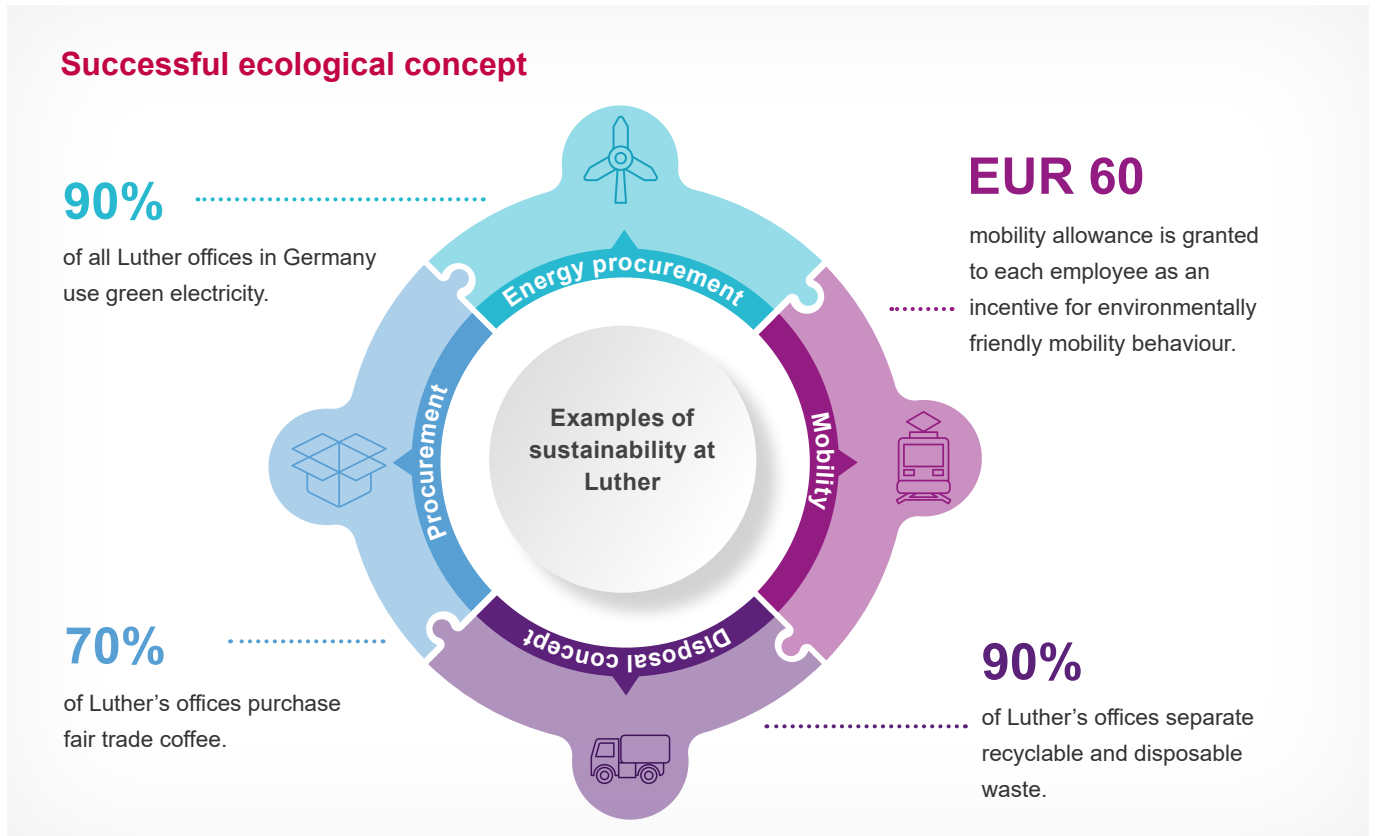 Successful ecological concept
90%
of all Luther offices in Germany
use green electricity.
EUR 60
mobility allowance is granted
to each employee as an
incentive for environmentally
friendly mobility behaviour.
Energy procurement
Procurement
Examples of
sustainability at
Luther
Mobility
Disposal concept
70%
of Luther’s offices purchase
fair trade coffee.
90%
of Luther’s offices separate
recyclable and disposable
waste.